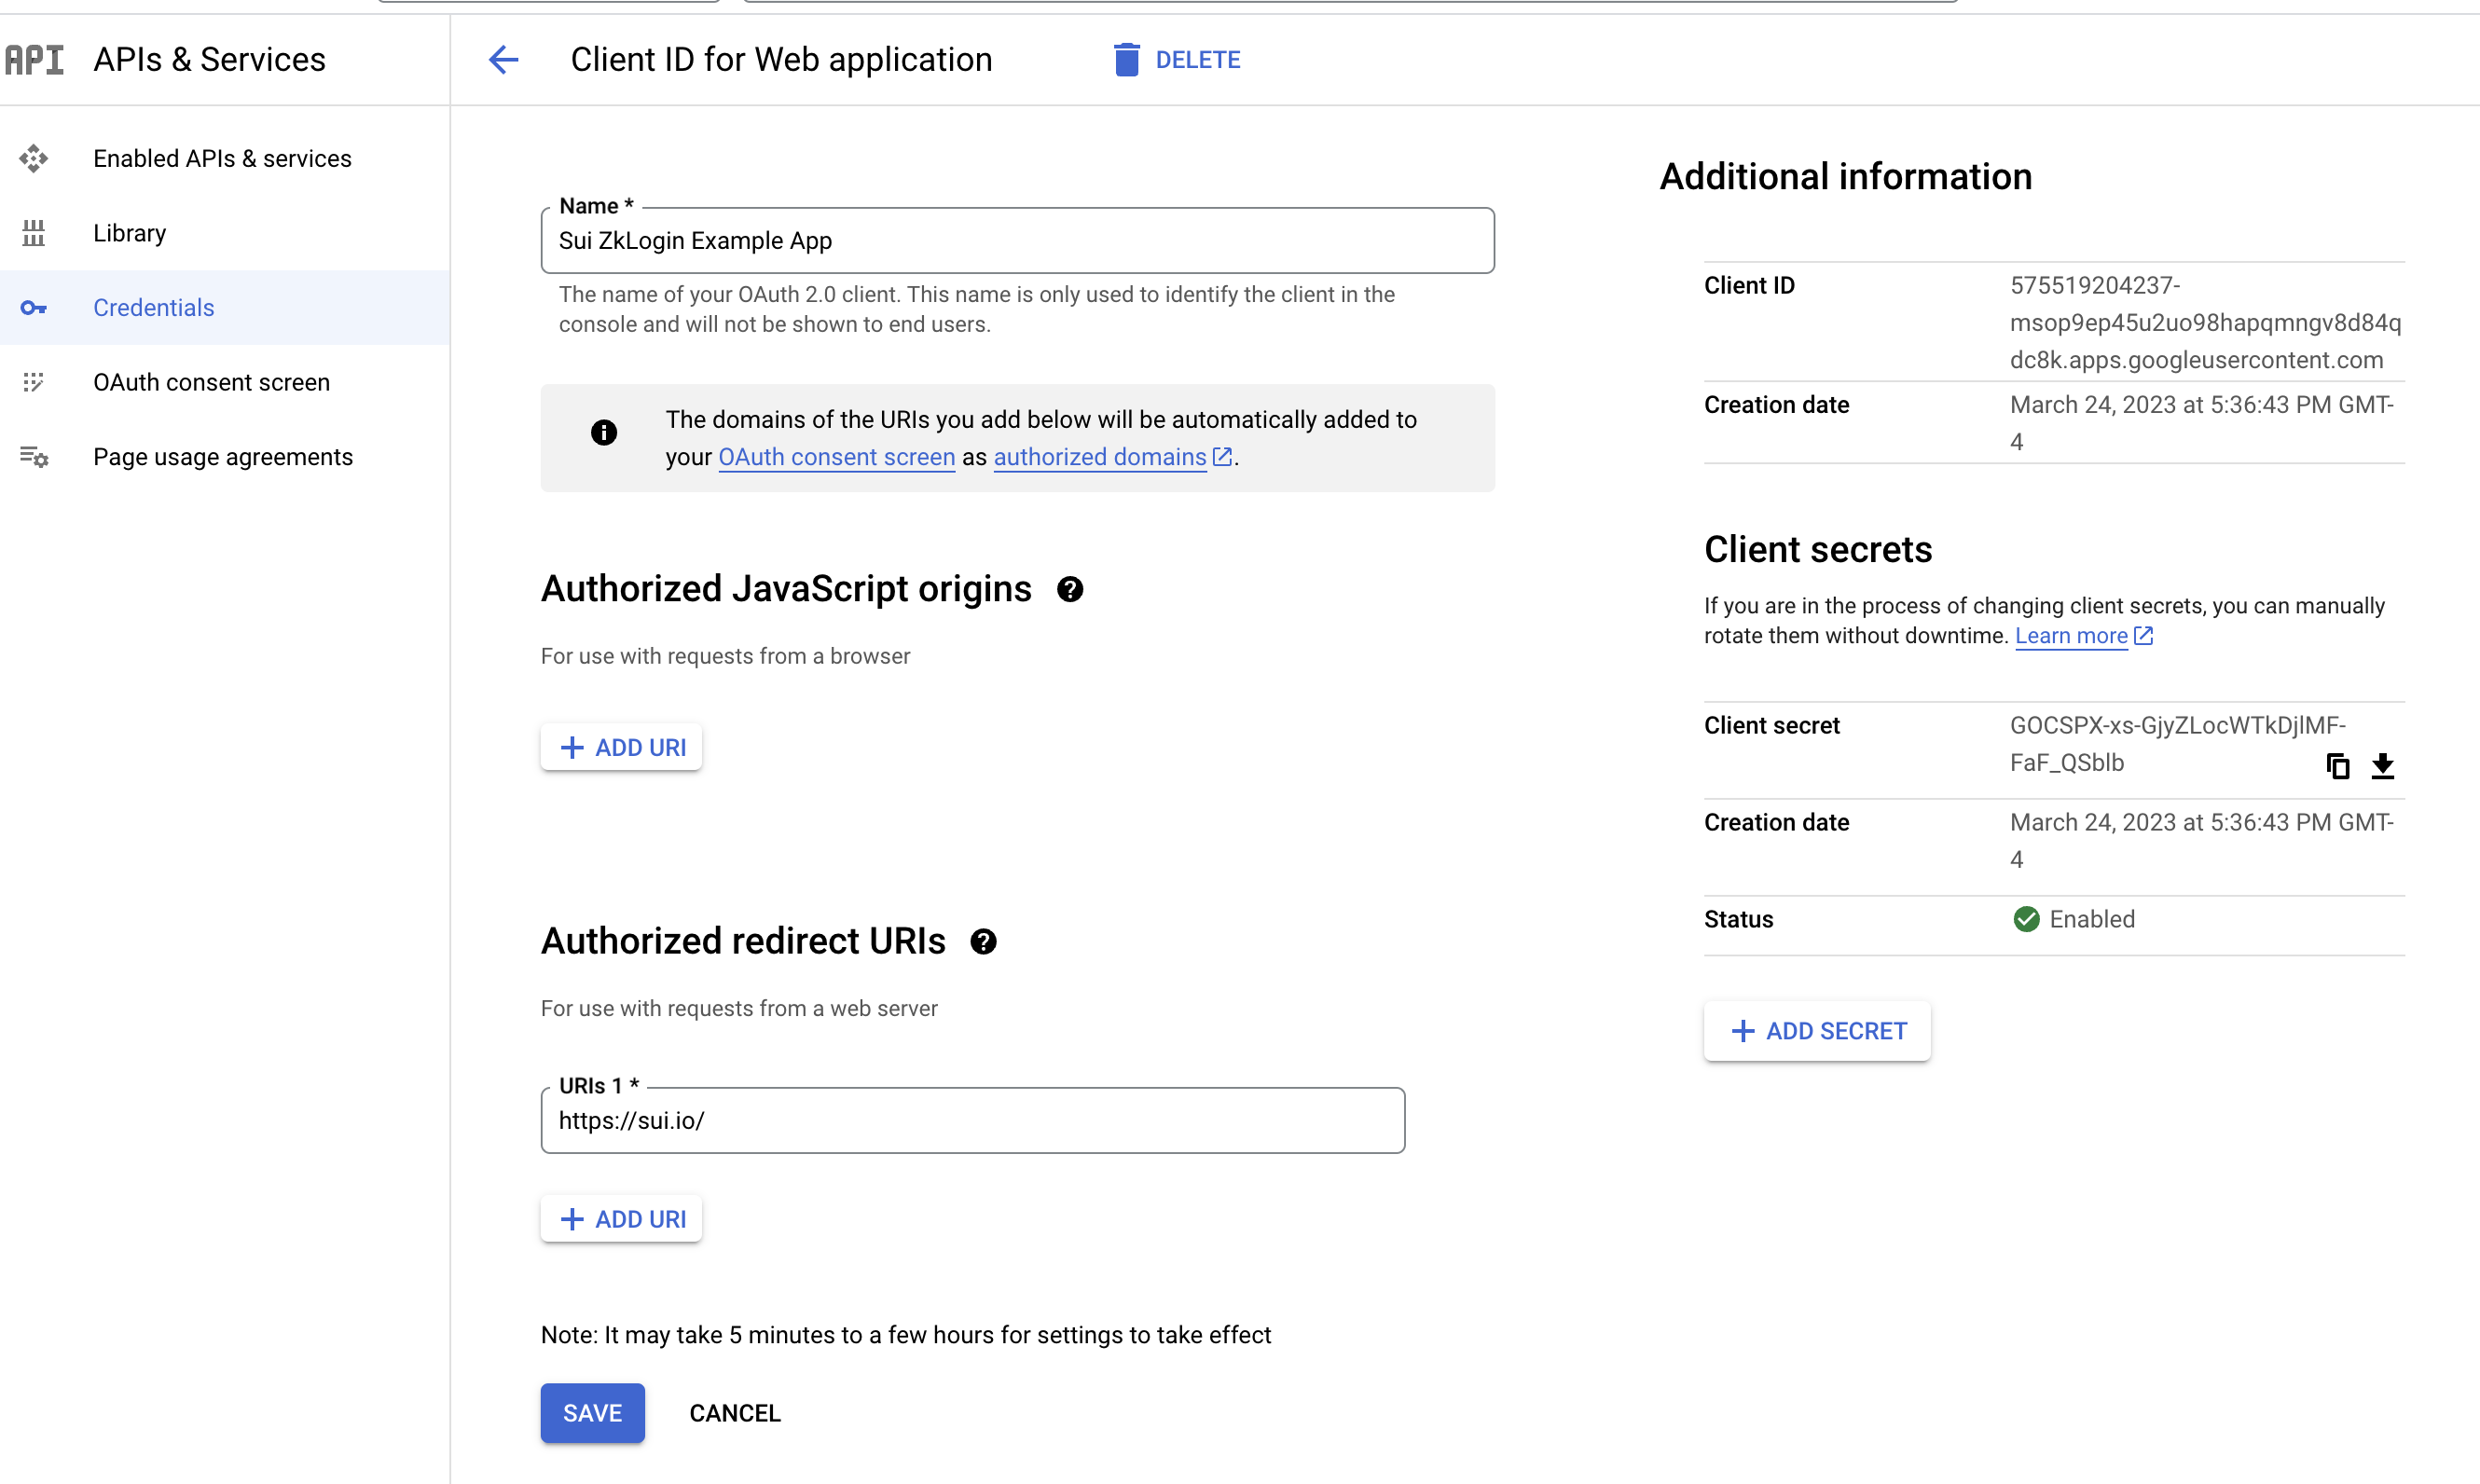 API APIs & Services
Enabled APIs & services
Library
Credentials
OAuth consent screen
Page usage agreements
Client ID for Web application
DELETE
Name *
Sui ZkLogin Example App
The name of your OAuth 2.0 client. This name is only used to identify the client in the
console and will not be shown to end users.
The domains of the URIs you add below will be automatically added to
your OAuth consent screen as authorized domains.
Authorized JavaScript origins
For use with requests from a browser
+ ADD URI
Authorized redirect URIs
For use with requests from a web server
URIs 1 *
https://sui.io/
+ ADD URI
Note: It may take 5 minutes to a few hours for settings to take effect
SAVE
CANCEL
Additional information
Client ID
575519204237-
msop9ep45u2uo98hapqmngv8d84q
dc8k.apps.googleusercontent.com
Creation date
March 24, 2023 at 5:36:43 PM GMT-
4
Client secrets
If you are in the process of changing client secrets, you can manually
rotate them without downtime. Learn more
Client secret
GOCSPX-xs-GjyZLocWTkDjlMF-
FaF_QSblb
Creation date
March 24, 2023 at 5:36:43 PM GMT-
4
Status
Enabled
+ ADD SECRET